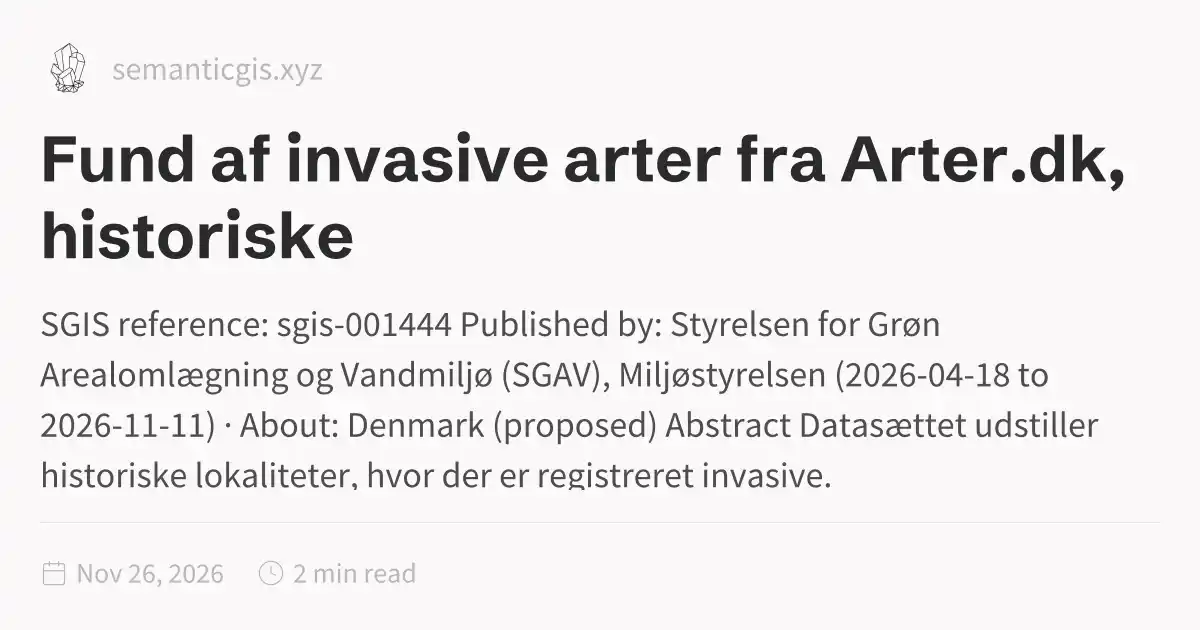 semanticgis.xyz
Fund af invasive arter fra Arter.dk,
historiske
SGIS reference: sgis-001444 Published by: Styrelsen for Grøn
Arealomlægning og Vandmiljø (SGAV), Miljøstyrelsen (2026-04-18 to
2026-11-11) · About: Denmark (proposed) Abstract Datasættet udstiller
historiske lokaliteter, hvor der er registreret invasive.
Nov 26, 2026 2 min read